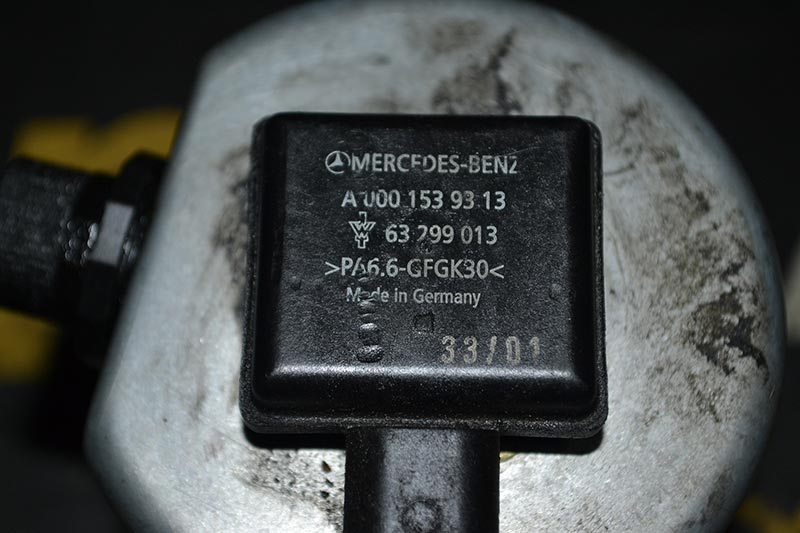 MERCEDES-BENZ
A 000 153 93 13
63 299 013
>PA6.6-GFGK30<
Made in Germany
33/01